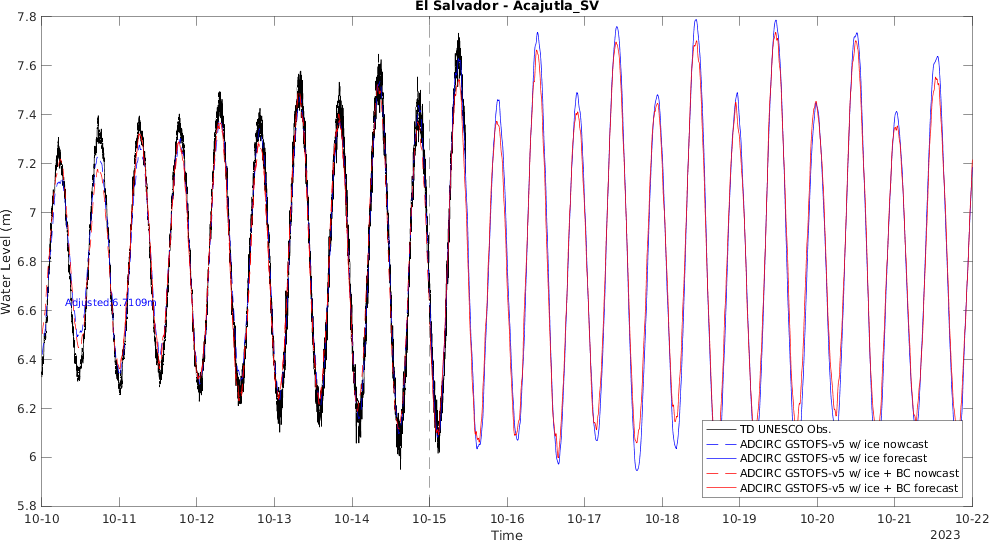 El Salvador - Acajutla_SV
Water Level (m)
7.8
7.6
7.4
7.2
7
6.8
6.6
6.4
6.2
6
5.8
Adjusted:6.7109m
TD UNESCO Obs.
ADCIRC GSTOFS-v5 w/ ice nowcast
ADCIRC GSTOFS-v5 w/ ice forecast
ADCIRC GSTOFS-v5 w/ ice + BC nowcast
ADCIRC GSTOFS-v5 w/ ice + BC forecast
10-10 10-11 10-12 10-13 10-14 10-15 10-16 10-17 10-18 10-19 10-20 10-21 10-22
Time
2023